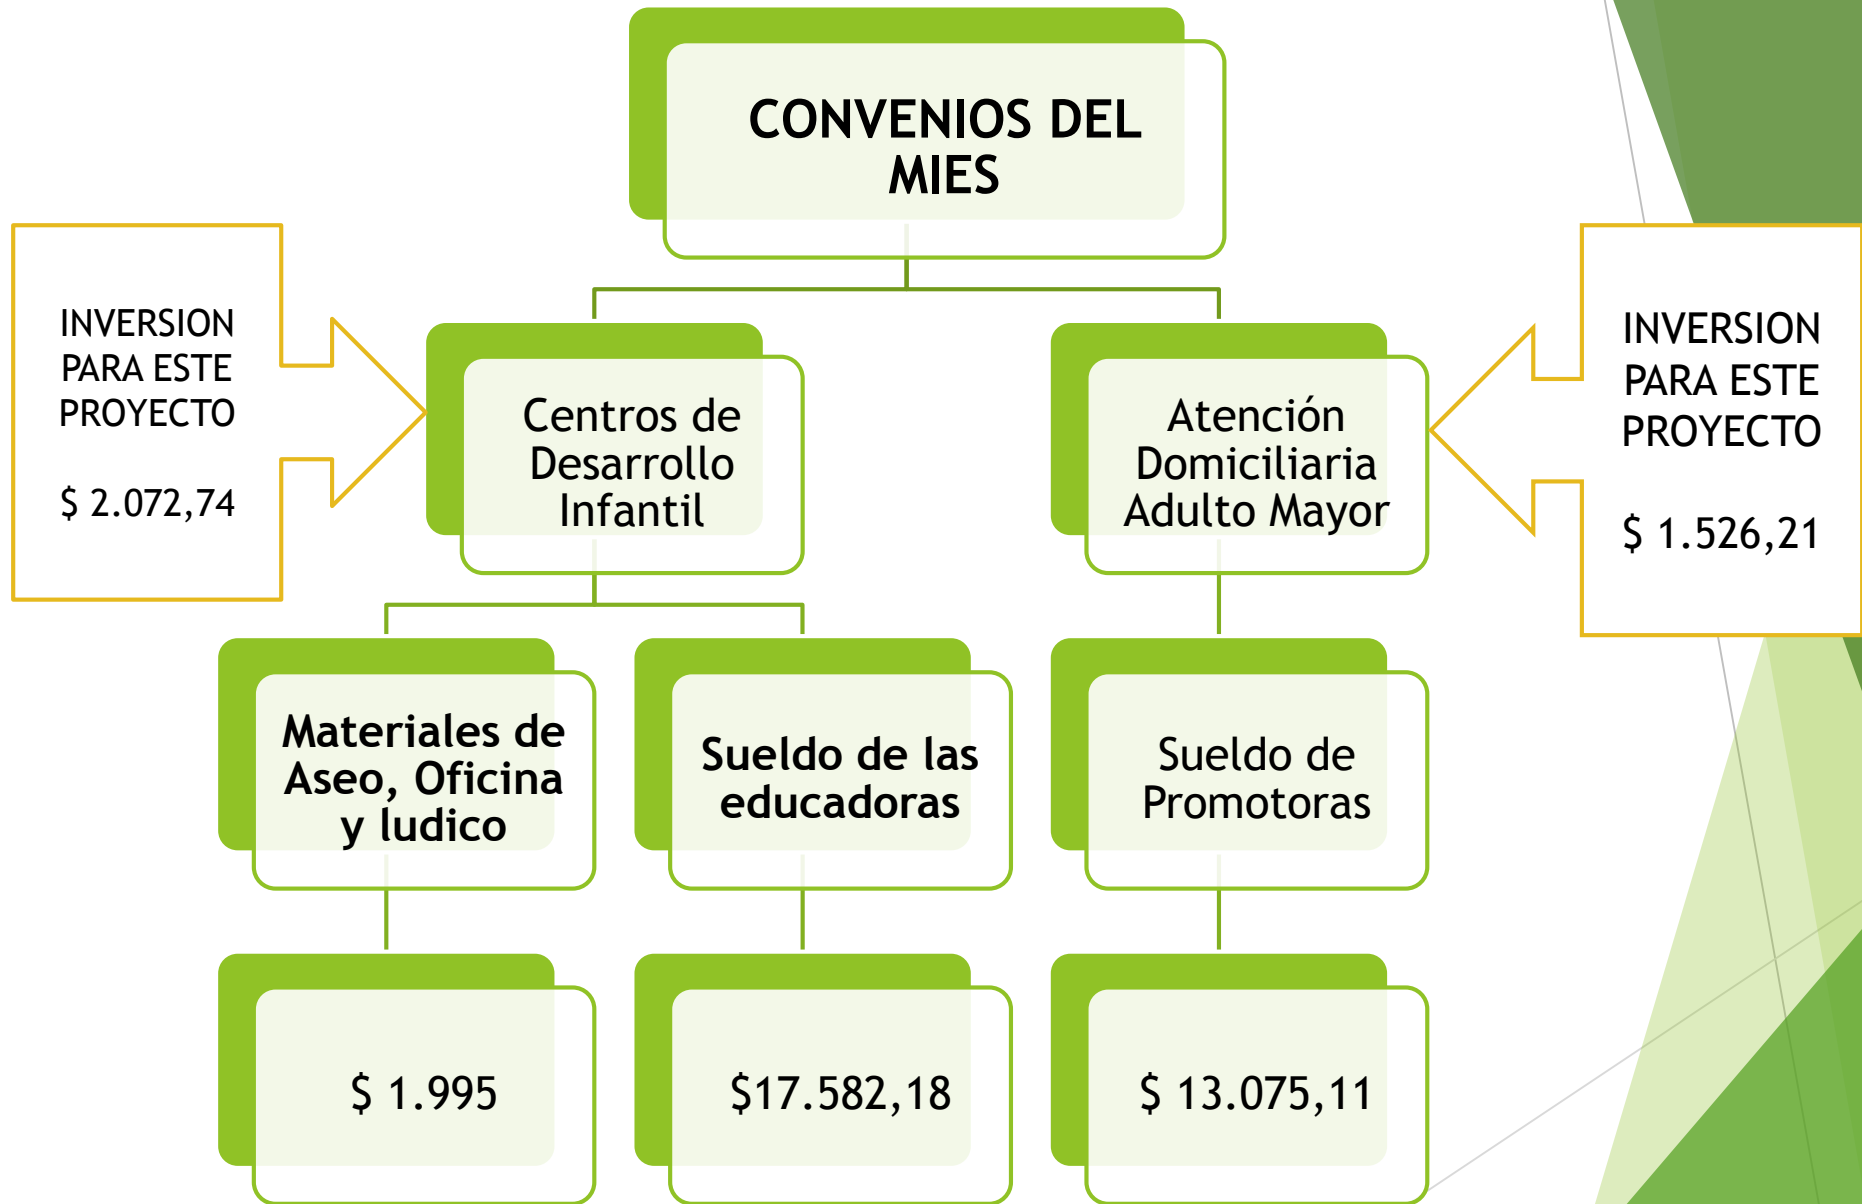 CONVENIOS DEL
MIES
INVERSION
PARA ESTE
PROYECTO
$ 2.072,74
Centros de
Desarrollo
Infantil
Atención
Domiciliaria
Adulto Mayor
INVERSION
PARA ESTE
PROYECTO
$ 1.526,21
Materiales de
Aseo, Oficina
y ludico
Sueldo de las
educadoras
Sueldo de
Promotoras
$ 1.995
$17.582,18
$ 13.075,11